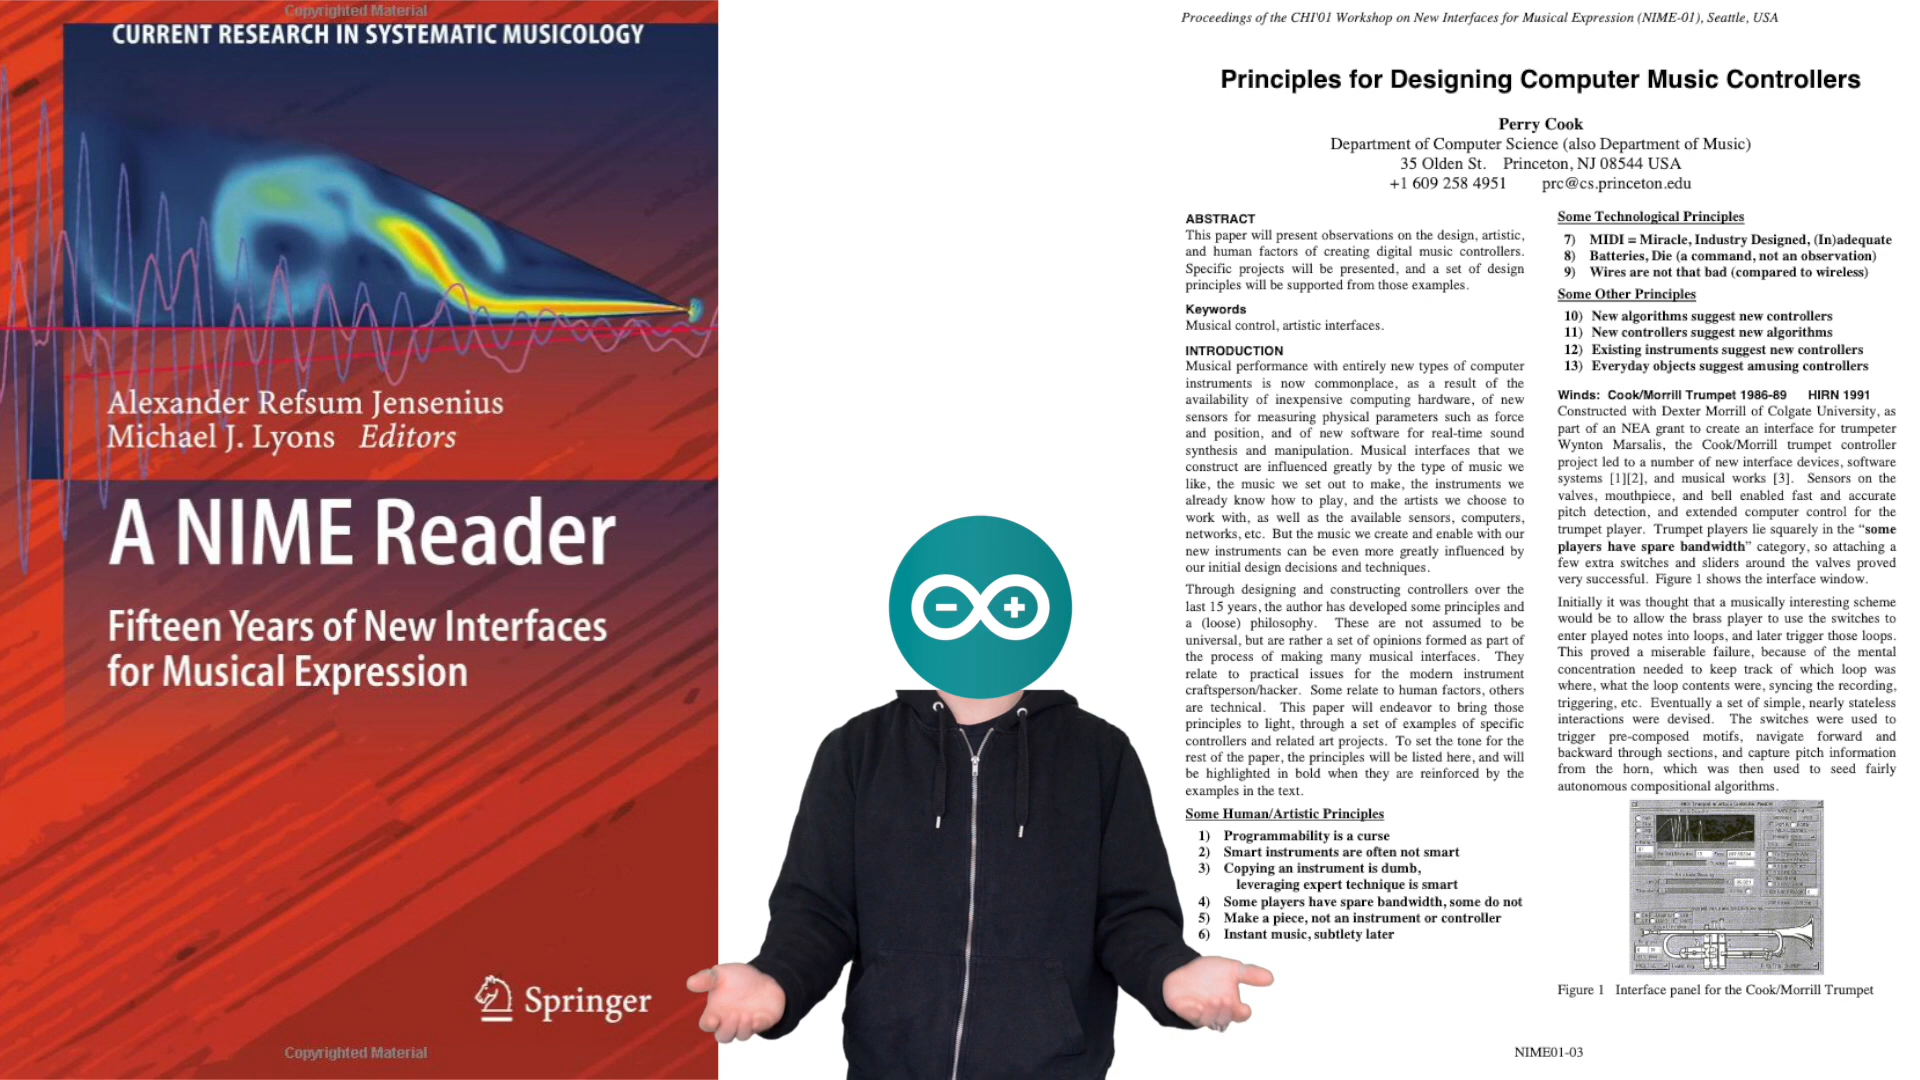 Copyrighted Material
CURRENT RESEARCH IN SYSTEMATIC MUSICOLOGY
Alexander Refsum Jensenius
Michael J. Lyons Editors
A NIME Reader
Fifteen Years of New Interfaces
for Musical Expression
Springer
Copyrighted Material
Proceedings of the CHI'01 Workshop on New Interfaces for Musical Expression (NIME-01), Seattle, USA
Principles for Designing Computer Music Controllers
Perry Cook
Department of Computer Science (also Department of Music)
35 Olden St. Princeton, NJ 08544 USA
+1 609 258 4951 prc@cs.princeton.edu
ABSTRACT
This paper will present observations on the design, artistic,
and human factors of creating digital music controllers.
Specific projects will be presented, and a set of design
principles will be supported from those examples.
Keywords
Musical control, artistic interfaces.
INTRODUCTION
Musical performance with entirely new types of computer
instruments is now commonplace, as a result of the
availability of inexpensive computing hardware, of new
sensors for measuring physical parameters such as force
and position, and of new software for real-time sound
synthesis and manipulation. Musical interfaces that we
construct are influenced greatly by the type of music we
like, the music we set out to make, the instruments we
already know how to play, and the artists we choose to
work with, as well as the available sensors, computers,
networks, etc. But the music we create and enable with our
new instruments can be even more greatly influenced by
our initial design decisions and techniques.
Through designing and constructing controllers over the
last 15 years, the author has developed some principles and
a (loose) philosophy. These are not assumed to be
universal, but are rather a set of opinions formed as part of
the process of making many musical interfaces. They
relate to practical issues for the modern instrument
craftsperson/hacker. Some relate to human factors, others
are technical. This paper will endeavor to bring those
principles to light, through a set of examples of specific
controllers and related art projects. To set the tone for the
rest of the paper, the principles will be listed here, and will
be highlighted in bold when they are reinforced by the
examples in the text.
Some Human/Artistic Principles
1) Programmability is a curse
2) Smart instruments are often not smart
3) Copying an instrument is dumb,
leveraging expert technique is smart
4) Some players have spare bandwidth, some do not
5) Make a piece, not an instrument or controller
6) Instant music, subtlety later
Some Technological Principles
7) MIDI = Miracle, Industry Designed, (In)adequate
8) Batteries, Die (a command, not an observation)
9) Wires are not that bad (compared to wireless)
Some Other Principles
10) New algorithms suggest new controllers
11) New controllers suggest new algorithms
12) Existing instruments suggest new controllers
13) Everyday objects suggest amusing controllers
Winds: Cook/Morrill Trumpet 1986-89 HIRN 1991
Constructed with Dexter Morrill of Colgate University, as
part of an NEA grant to create an interface for trumpeter
Wynton Marsalis, the Cook/Morrill trumpet controller
project led to a number of new interface devices, software
systems [1][2], and musical works [3]. Sensors on the
valves, mouthpiece, and bell enabled fast and accurate
pitch detection, and extended computer control for the
trumpet player. Trumpet players lie squarely in the "some
players have spare bandwidth" category, so attaching a
few extra switches and sliders around the valves proved
very successful. Figure 1 shows the interface window.
Initially it was thought that a musically interesting scheme
would be to allow the brass player to use the switches to
enter played notes into loops, and later trigger those loops.
This proved a miserable failure, because of the mental
concentration needed to keep track of which loop was
where, what the loop contents were, syncing the recording,
triggering, etc. Eventually a set of simple, nearly stateless
interactions were devised. The switches were used to
trigger pre-composed motifs, navigate forward and
backward through sections, and capture pitch information
from the horn, which was then used to seed fairly
autonomous compositional algorithms.
Figure 1 Interface panel for the Cook/Morrill Trumpet
NIME01-03